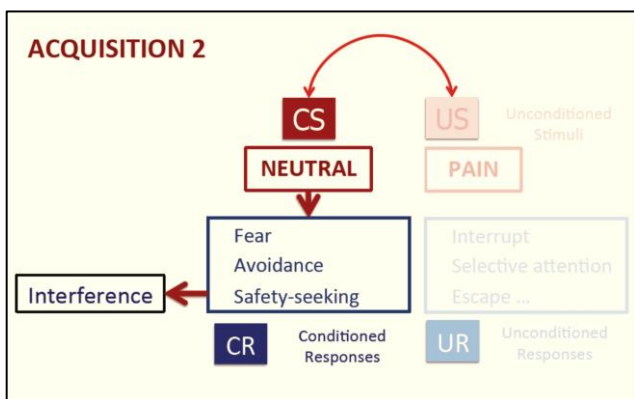 ACQUISITION 2
CS
US
Unconditioned
Stimuli
NEUTRAL
PAIN
Fear
Avoidance
Safety-seeking
Interrupt
Selective attention
Escape ...
Interference
CR
Conditioned
Responses
UR
Unconditioned
Responses